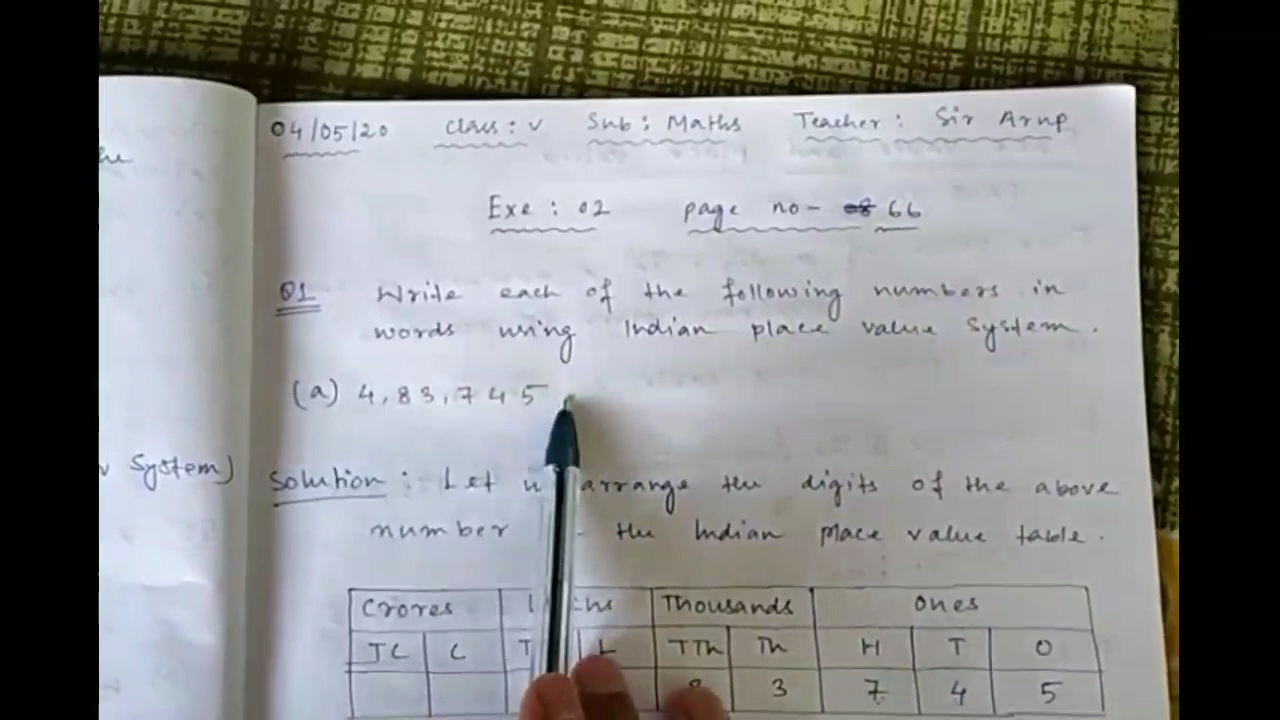 04/05/20 Class: V Sub: Maths Teacher: Sir Arup
Exe: 02 page no- 66
Q1 Write each of the following numbers in
words using Indian place value system.
(a) 4,83,745
System)
Solution: Let arrange the digits of the above
number the Indian place value table.
Crores Thousands Ones
TC C L TTh Th H T O
3 7 4 5